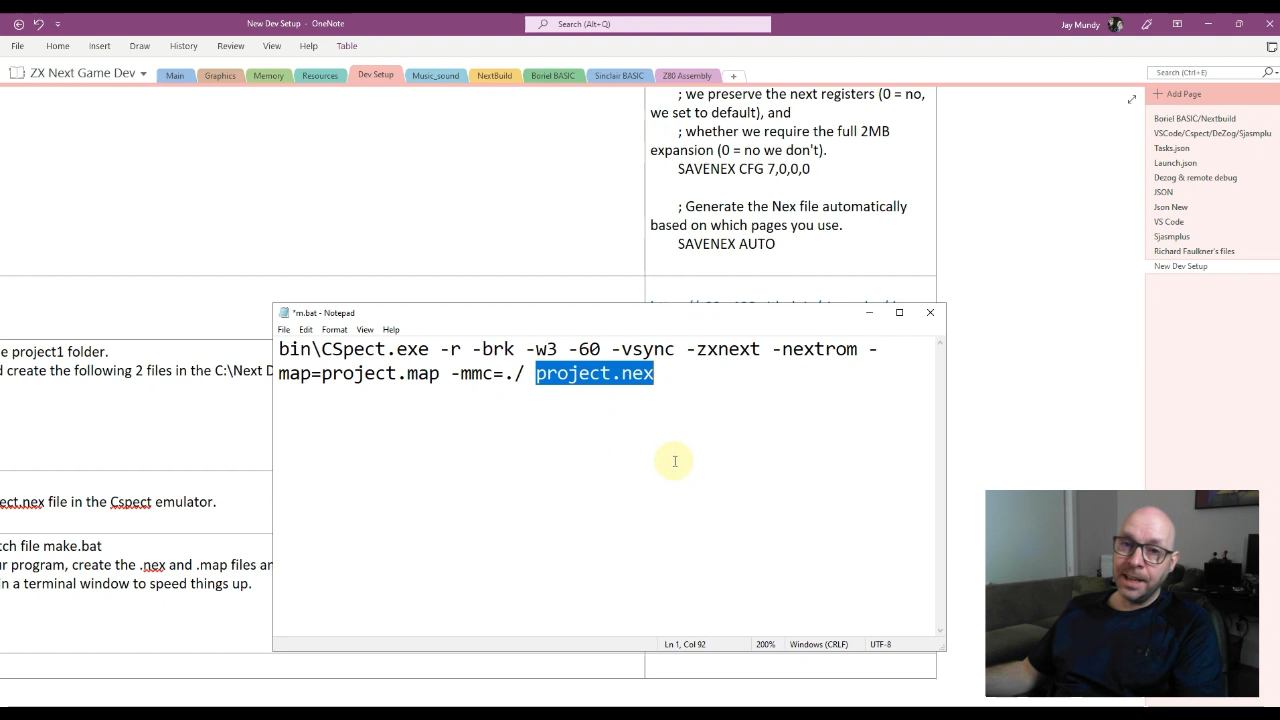 New Dev Setup - OneNote
Search (Alt+Q)
Jay Mundy
File Home Insert Draw History Review View Help Table
ZX Next Game Dev
Main Graphics Memory Resources Dev Setup Music_sound NextBuild Boriel BASIC Sinclair BASIC Z80 Assembly +
Search (Ctrl+E)
Add Page
Boriel BASIC/Nextbuild
VSCode/Cspect/DeZog/Sjasmplu
Tasks.json
Launch.json
Dezog & remote debug
JSON
Json New
VS Code
Sjasmplus
Richard Faulkner's files
New Dev Setup
; we preserve the next registers (0 = no,
we set to default), and
; whether we require the full 2MB
expansion (0 = no we don't).
SAVENEX CFG 7,0,0,0
; Generate the Nex file automatically
based on which pages you use.
SAVENEX AUTO
e project1 folder.
d create the following 2 files in the C:\Next D
ect.nex file in the Cspect emulator.
tch file make.bat
ur program, create the .nex and .map files an
in a terminal window to speed things up.
*m.bat - Notepad
File Edit Format View Help
bin\CSpect.exe -r -brk -w3 -60 -vsync -zxnext -nextrom -
map=project.map -mmc=./ project.nex
Ln 1, Col 92 200% Windows (CRLF) UTF-8